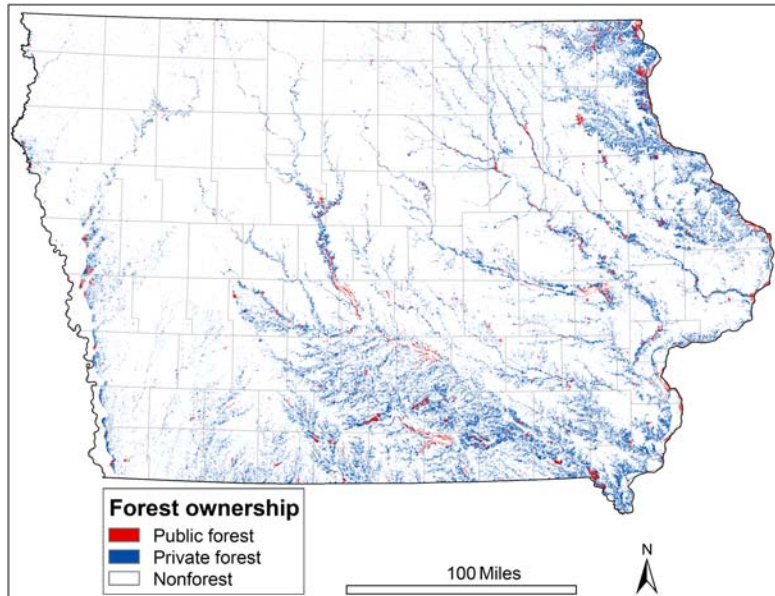 Forest ownership
Public forest
Private forest
Nonforest
100 Miles
N